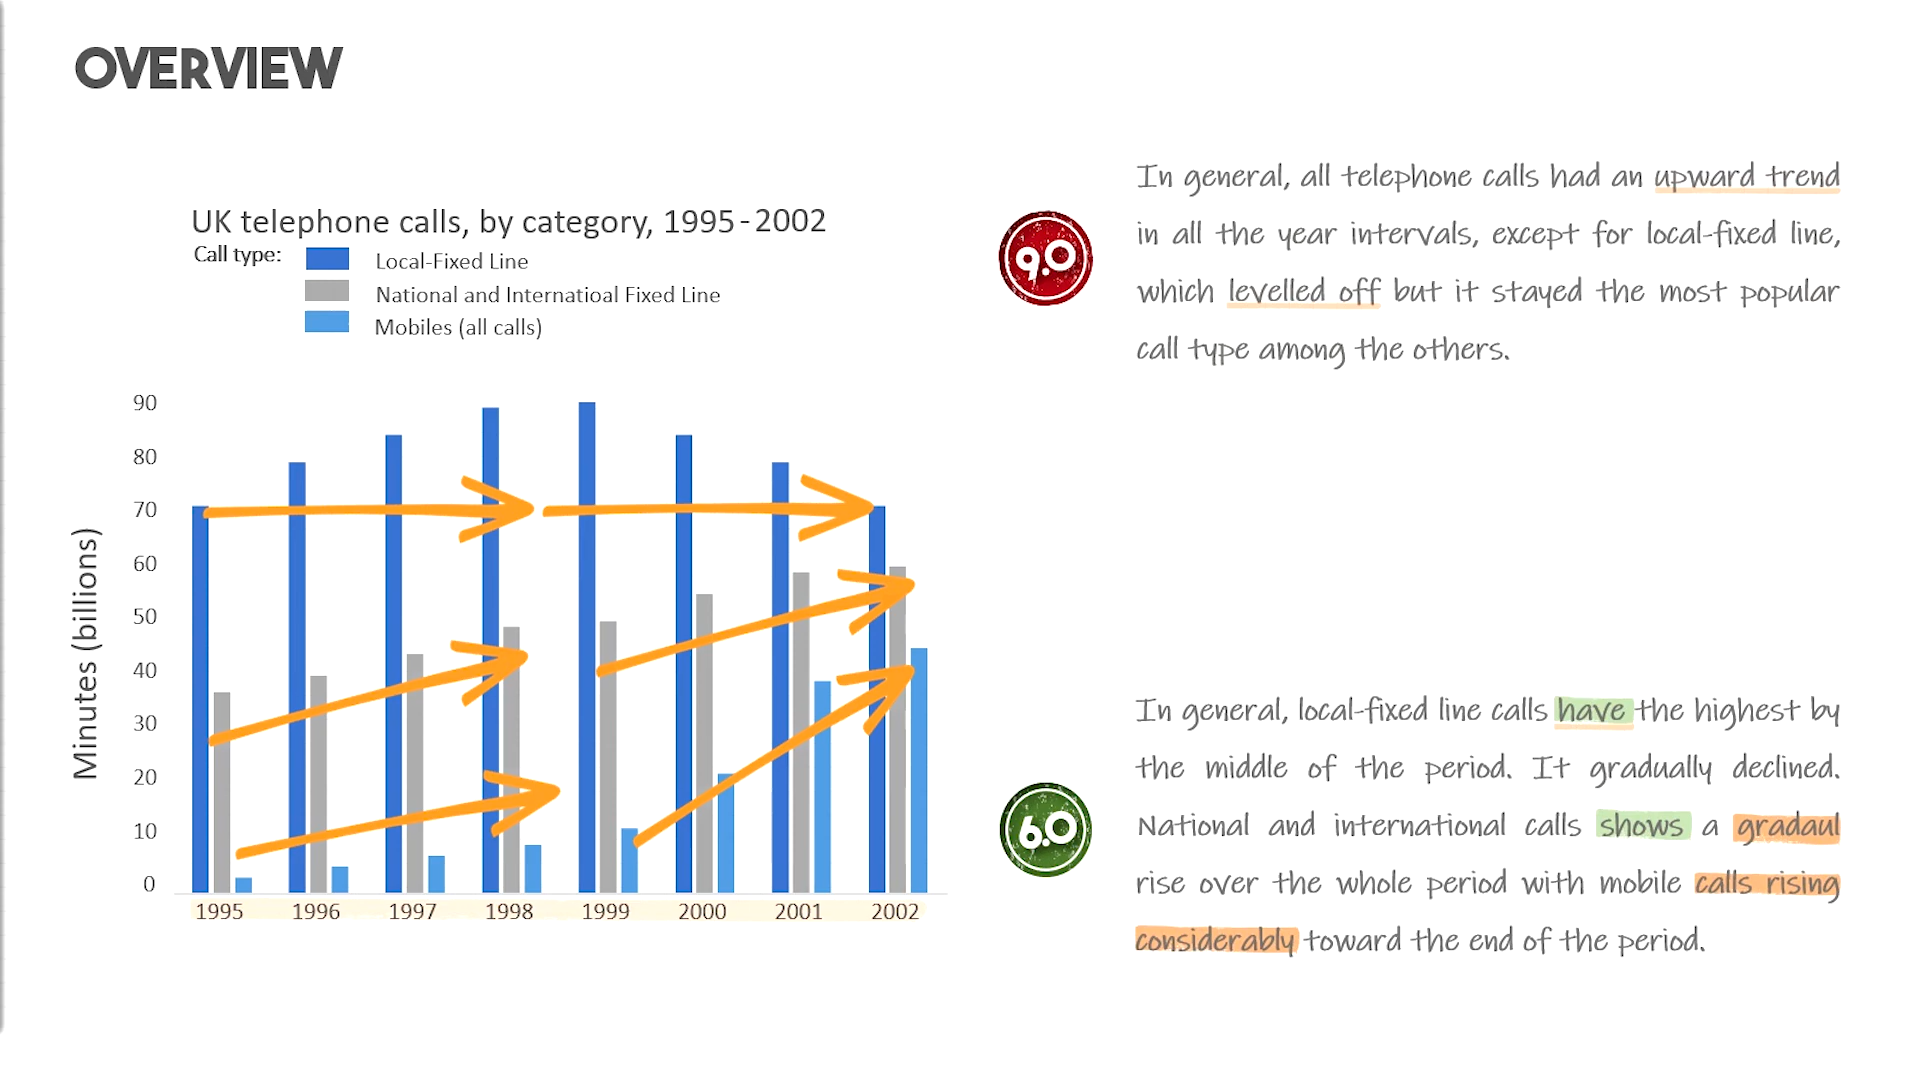 OVERVIEW
UK telephone calls, by category, 1995-2002
Call type:
Local-Fixed Line
National and Internatioal Fixed Line
Mobiles (all calls)
Minutes (billions)
90
80
70
60
50
40
30
20
10
0
1995 1996 1997 1998 1999 2000 2001 2002
9.0
In general, all telephone calls had an upward trend
in all the year intervals, except for local-fixed line,
which levelled off but it stayed the most popular
call type among the others.
6.0
In general, local-fixed line calls have the highest by
the middle of the period. It gradually declined.
National and international calls shows a gradaul
rise over the whole period with mobile calls rising
considerably toward the end of the period.